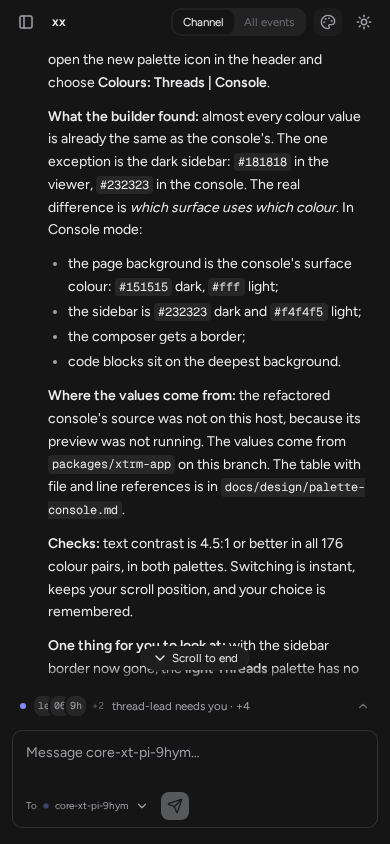 xx
Channel
All events
open the new palette icon in the header and
choose Colours: Threads | Console.
What the builder found: almost every colour value
is already the same as the console's. The one
exception is the dark sidebar: #181818 in the
viewer, #232323 in the console. The real
difference is which surface uses which colour. In
Console mode:
• the page background is the console's surface
colour: #151515 dark, #fff light;
• the sidebar is #232323 dark and #f4f4f5 light;
• the composer gets a border;
• code blocks sit on the deepest background.
Where the values come from: the refactored
console's source was not on this host, because its
preview was not running. The values come from
packages/xtrm-app on this branch. The table with
file and line references is in docs/design/palette-
console.md.
Checks: text contrast is 4.5:1 or better in all 176
colour pairs, in both palettes. Switching is instant,
keeps your scroll position, and your choice is
remembered.
One thing for you to look at: with the sidebar
border now gone, the light Threads palette has no
Scroll to end
9h +2 thread-lead needs you · +4
Message core-xt-pi-9hym...
To core-xt-pi-9hym